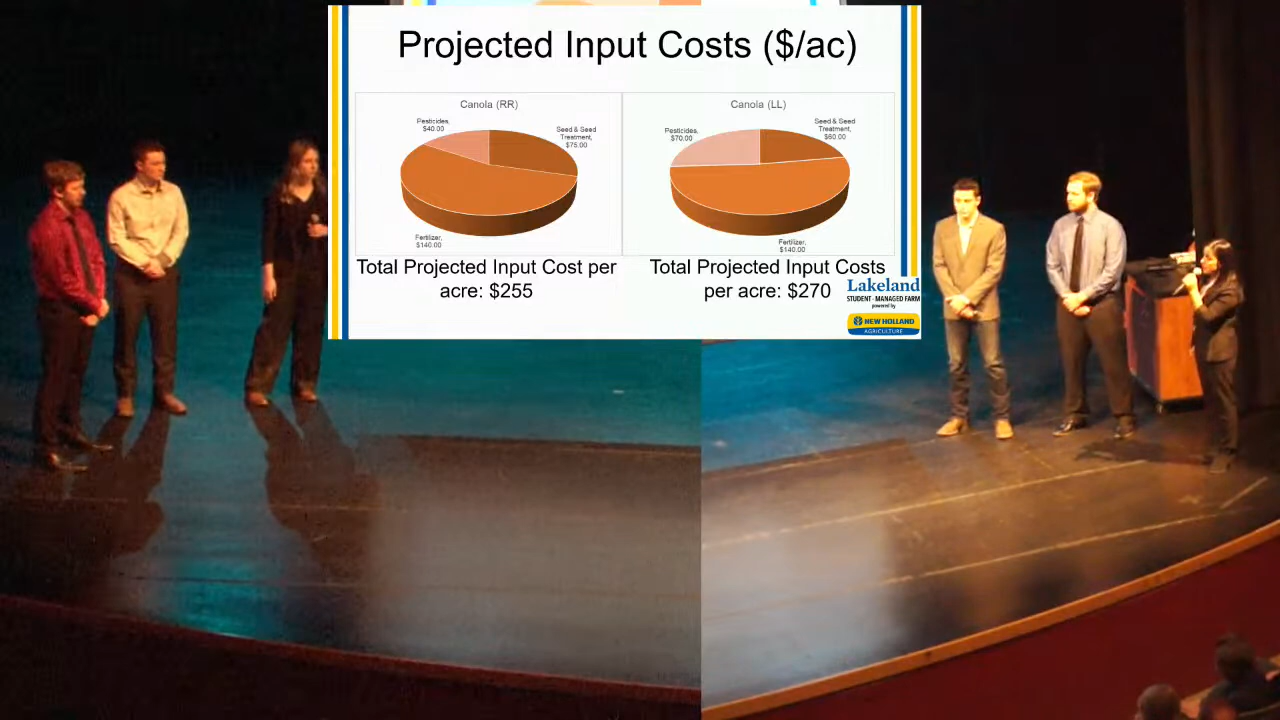 Projected Input Costs ($/ac)
Canola (RR)
Pesticides,
$40.00
Seed & Seed
Treatment,
$75.00
Fertilizer,
$140.00
Total Projected Input Cost per
acre: $255
Canola (LL)
Pesticides,
$70.00
Seed & Seed
Treatment,
$60.00
Fertilizer,
$140.00
Total Projected Input Costs
per acre: $270
Lakeland
STUDENT - MANAGED FARM
powered by
NEW HOLLAND
AGRICULTURE